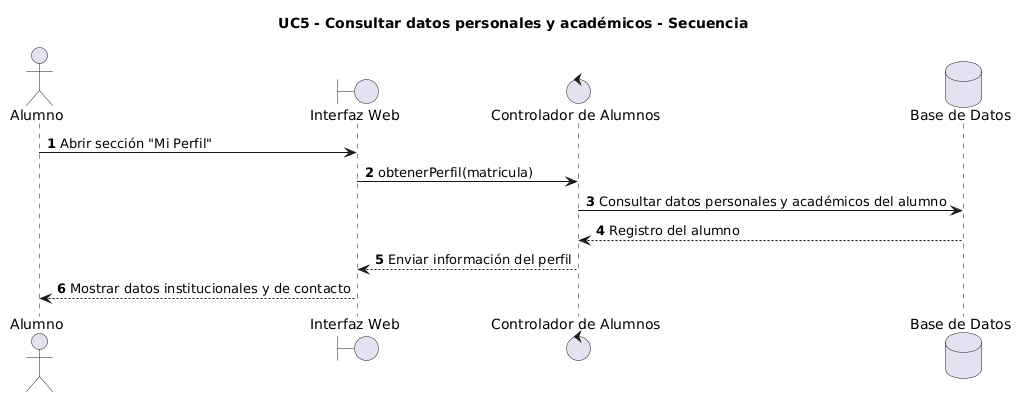 UC5 - Consultar datos personales y académicos - Secuencia
Alumno
Interfaz Web
Controlador de Alumnos
Base de Datos
1 Abrir sección "Mi Perfil"
2 obtenerPerfil(matricula)
3 Consultar datos personales y académicos del alumno
4 Registro del alumno
5 Enviar información del perfil
6 Mostrar datos institucionales y de contacto
Alumno
Interfaz Web
Controlador de Alumnos
Base de Datos